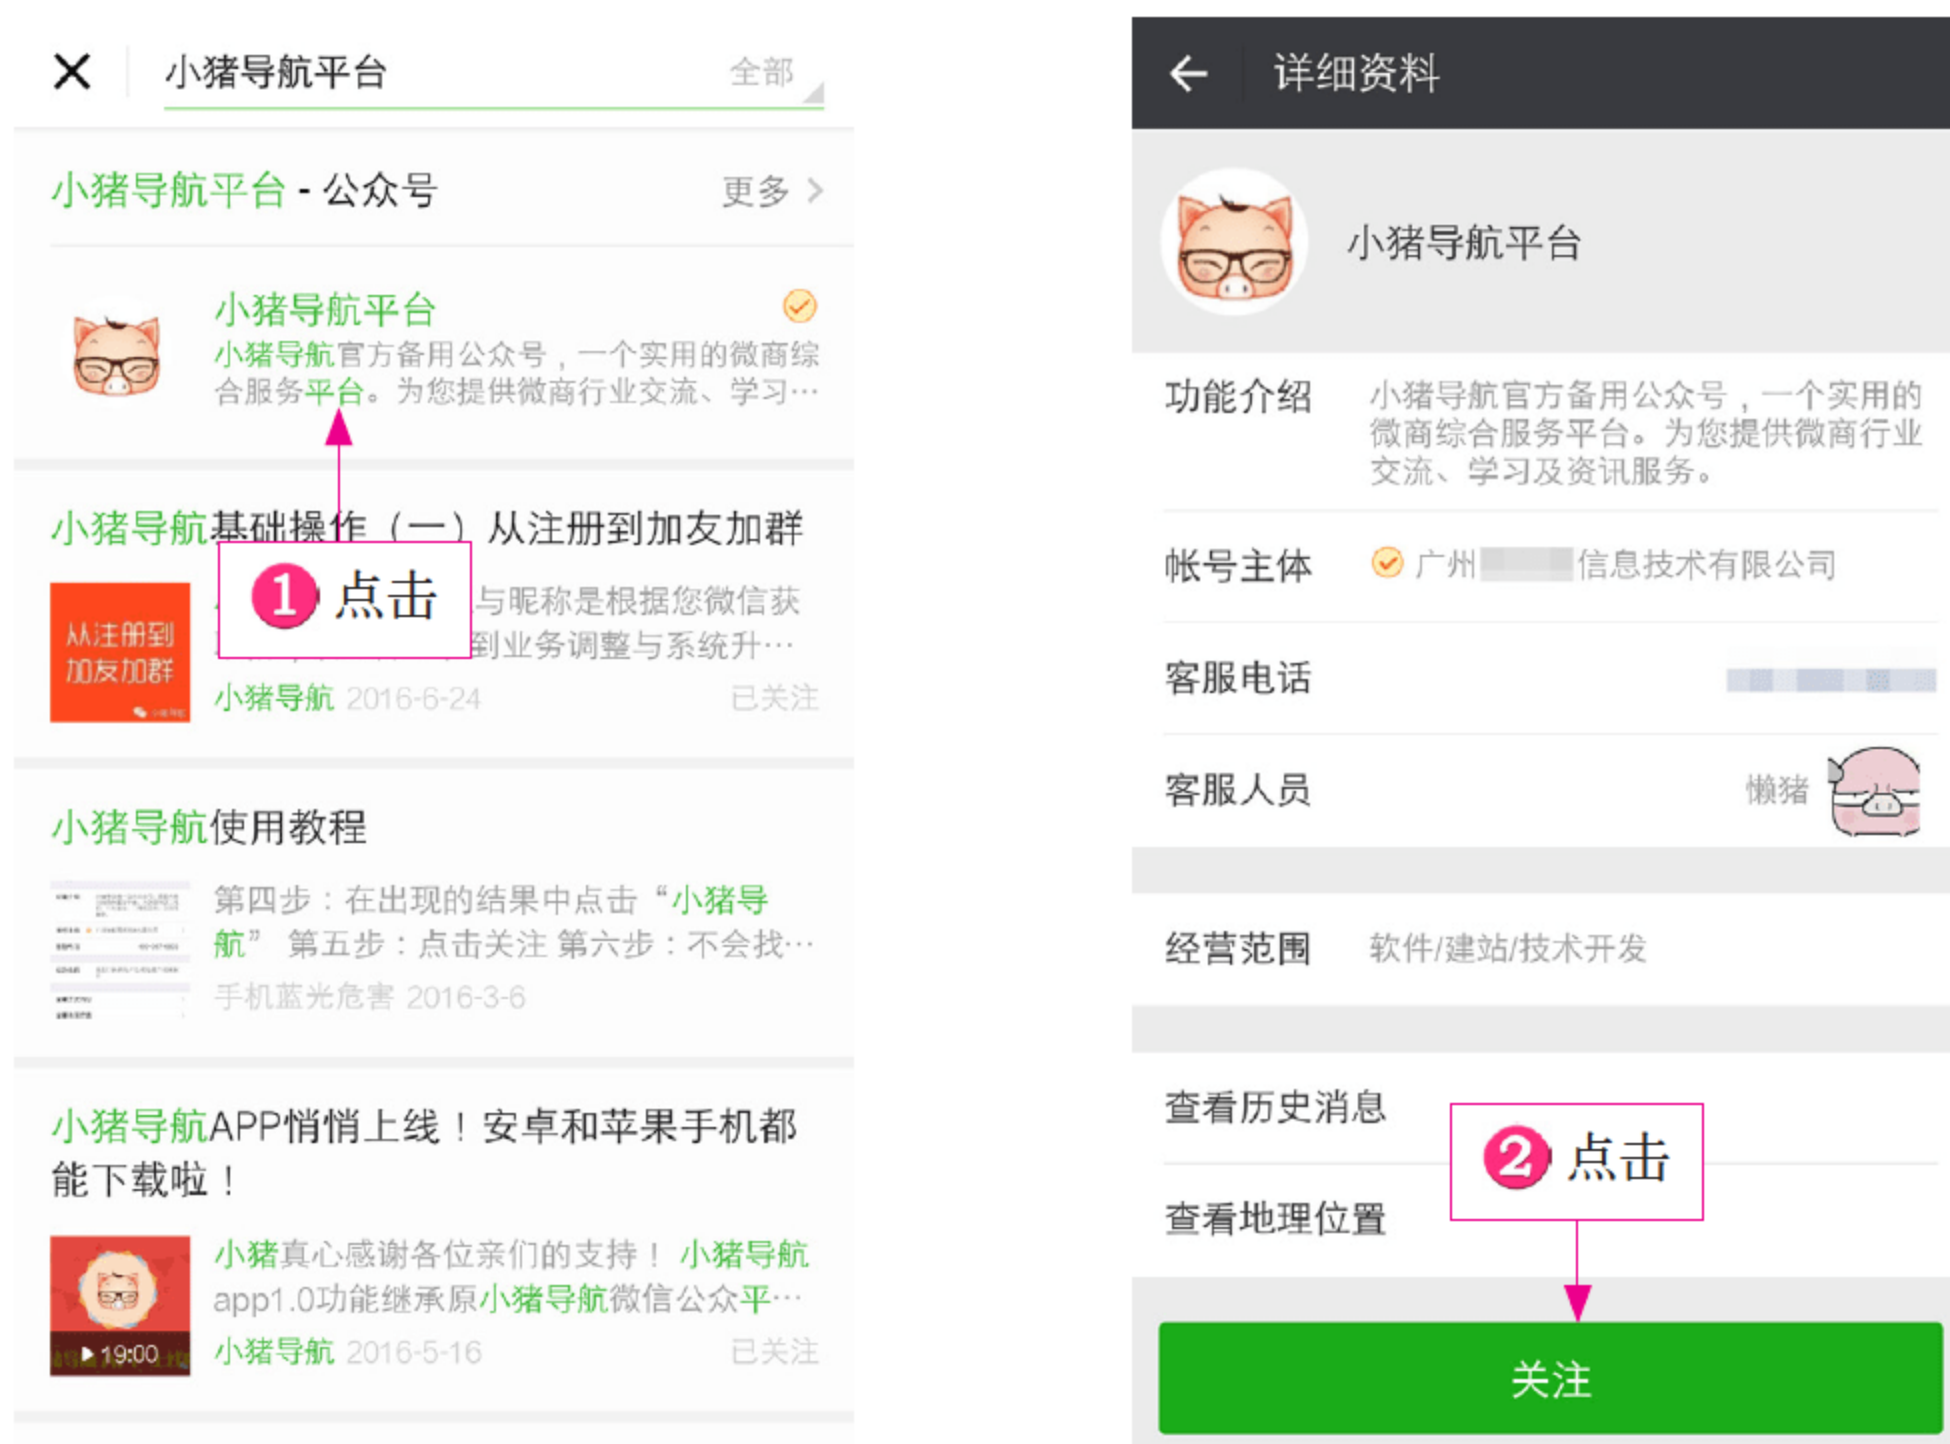 小猪导航平台
全部
小猪导航平台 - 公众号
更多
小猪导航平台
小猪导航官方备用公众号，一个实用的微商综
合服务平台。为您提供微商行业交流、学习…
小猪导航基础操作（一）从注册到加友加群
1 点击
从注册到
加友加群
与昵称是根据您微信获
到业务调整与系统升…
小猪导航 2016-6-24
已关注
小猪导航使用教程
第四步：在出现的结果中点击“小猪导
航” 第五步：点击关注 第六步：不会找…
手机蓝光危害 2016-3-6
小猪导航APP悄悄上线！安卓和苹果手机都
能下载啦！
小猪真心感谢各位亲们的支持！小猪导航
app1.0功能继承原小猪导航微信公众平…
19:00
小猪导航 2016-5-16
已关注
详细资料
小猪导航平台
功能介绍
小猪导航官方备用公众号，一个实用的
微商综合服务平台。为您提供微商行业
交流、学习及资讯服务。
帐号主体
广州
信息技术有限公司
客服电话
客服人员
懒猪
经营范围
软件/建站/技术开发
查看历史消息
2 点击
查看地理位置
关注